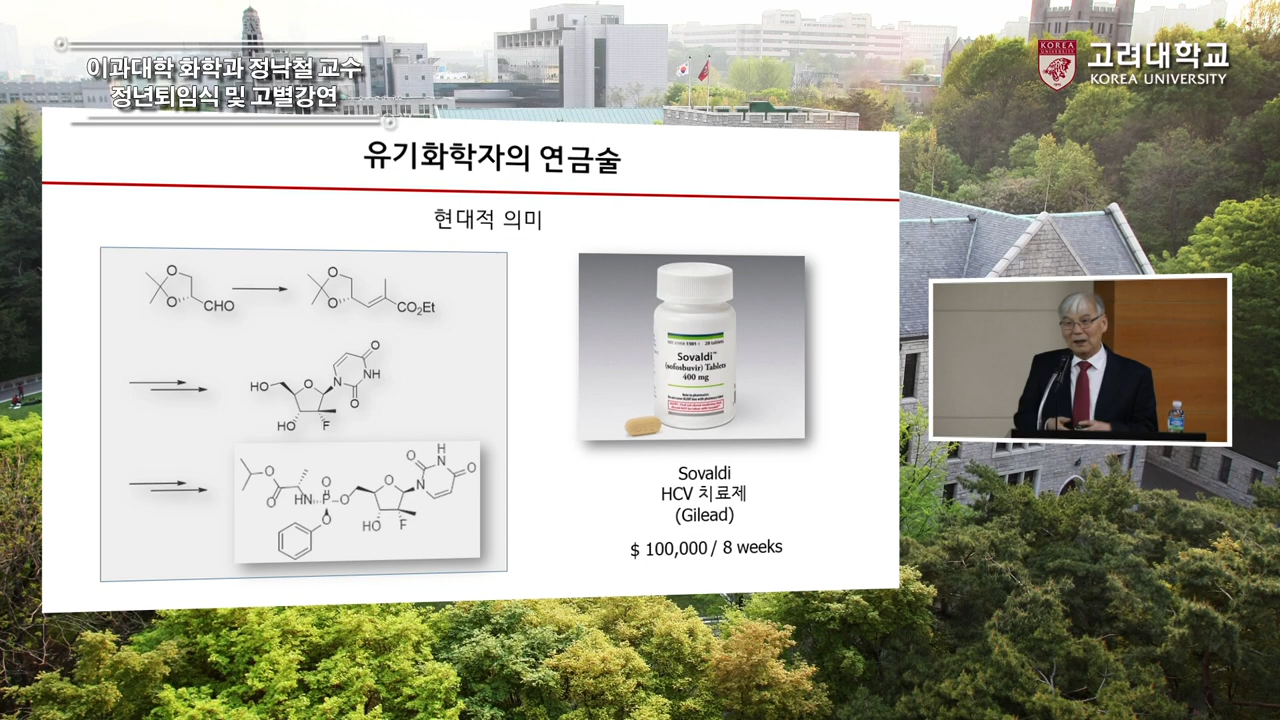 이과대학 화학과 정낙철 교수
정년퇴임식 및 고별강연
KOREA
UNIVERSITY
고려대학교
KOREA UNIVERSITY
유기화학자의 연금술
현대적 의미
O
O
CHO
O
O
CO₂Et
O
HO
O
N
NH
O
HO
F
O
O
HN
P
O
O
O
O
HO
F
O
H
N
N
O
Sovaldi™
(sofosbuvir) Tablets
400 mg
Sovaldi
HCV 치료제
(Gilead)
$ 100,000 / 8 weeks